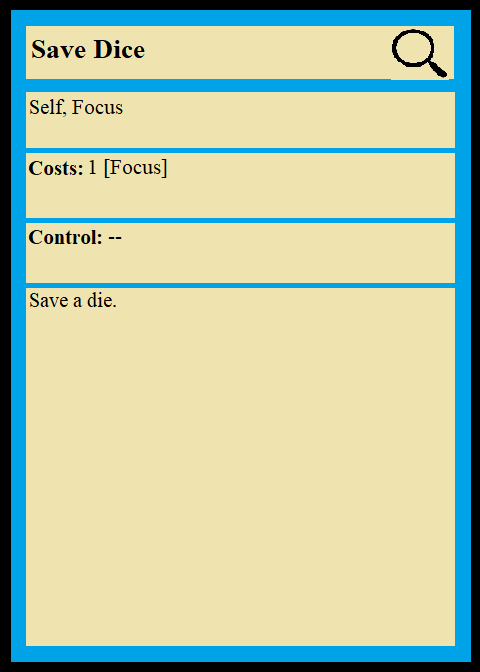 Save Dice
Self, Focus
Costs: 1 [Focus]
Control: --
Save a die.